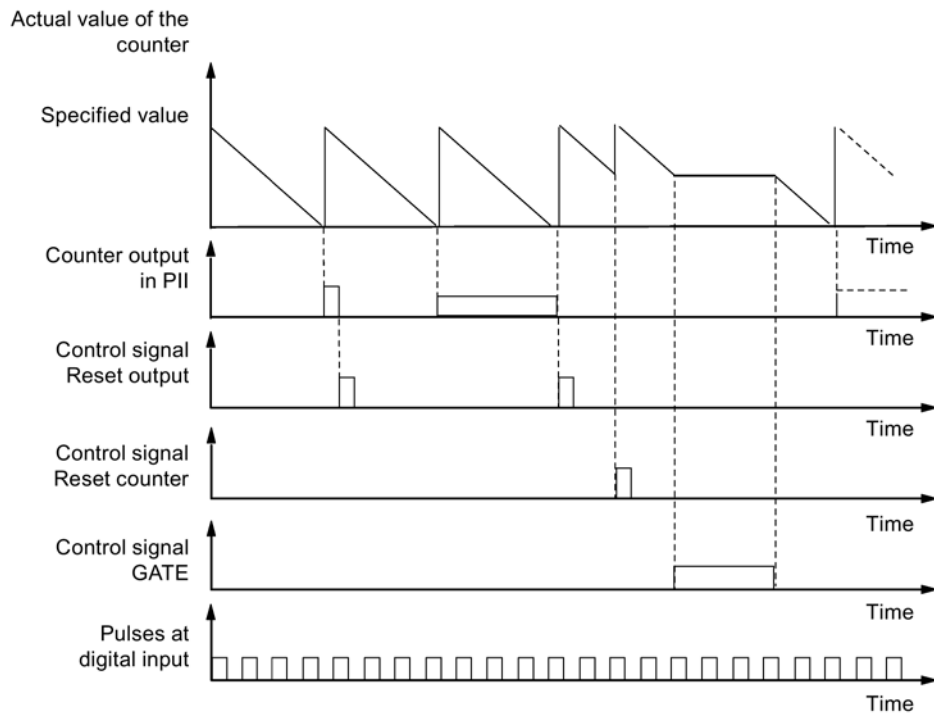 Actual value of the
counter
Specified value
Time
Counter output
in PII
Time
Control signal
Reset output
Time
Control signal
Reset counter
Time
Control signal
GATE
Time
Pulses at
digital input
Time